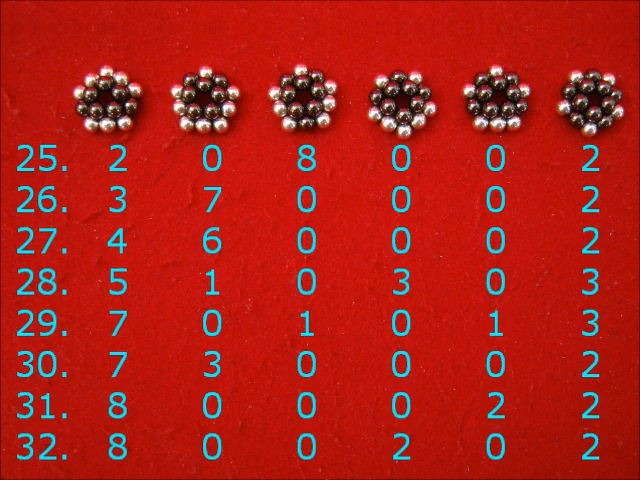 25. 2 0 8 0 0 2
26. 3 7 0 0 0 2
27. 4 6 0 0 0 2
28. 5 1 0 3 0 3
29. 7 0 1 0 1 3
30. 7 3 0 0 0 2
31. 8 0 0 0 2 2
32. 8 0 0 2 0 2